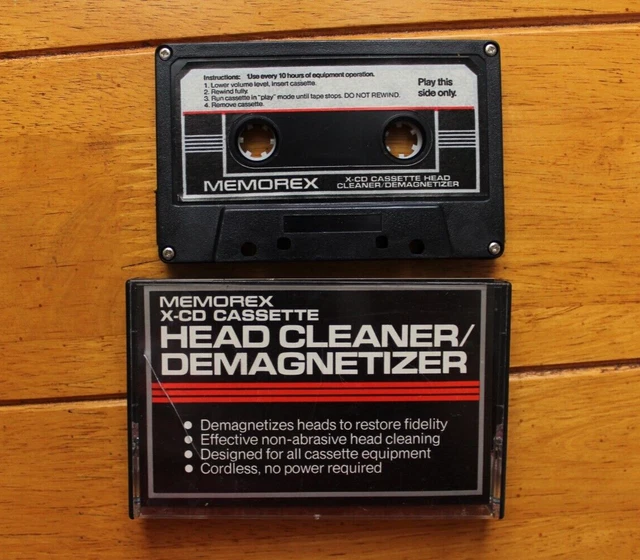 Instructions: Use every 10 hours of equipment operation.
1. Lower volume level, insert cassette.
2. Rewind fully.
3. Run cassette in "play" mode until tape stops. DO NOT REWIND.
4. Remove cassette.
Play this
side only.
MEMOREX
X-CD CASSETTE HEAD
CLEANER/DEMAGNETIZER
MEMOREX
X-CD CASSETTE
HEAD CLEANER/
DEMAGNETIZER
● Demagnetizes heads to restore fidelity
● Effective non-abrasive head cleaning
● Designed for all cassette equipment
● Cordless, no power required